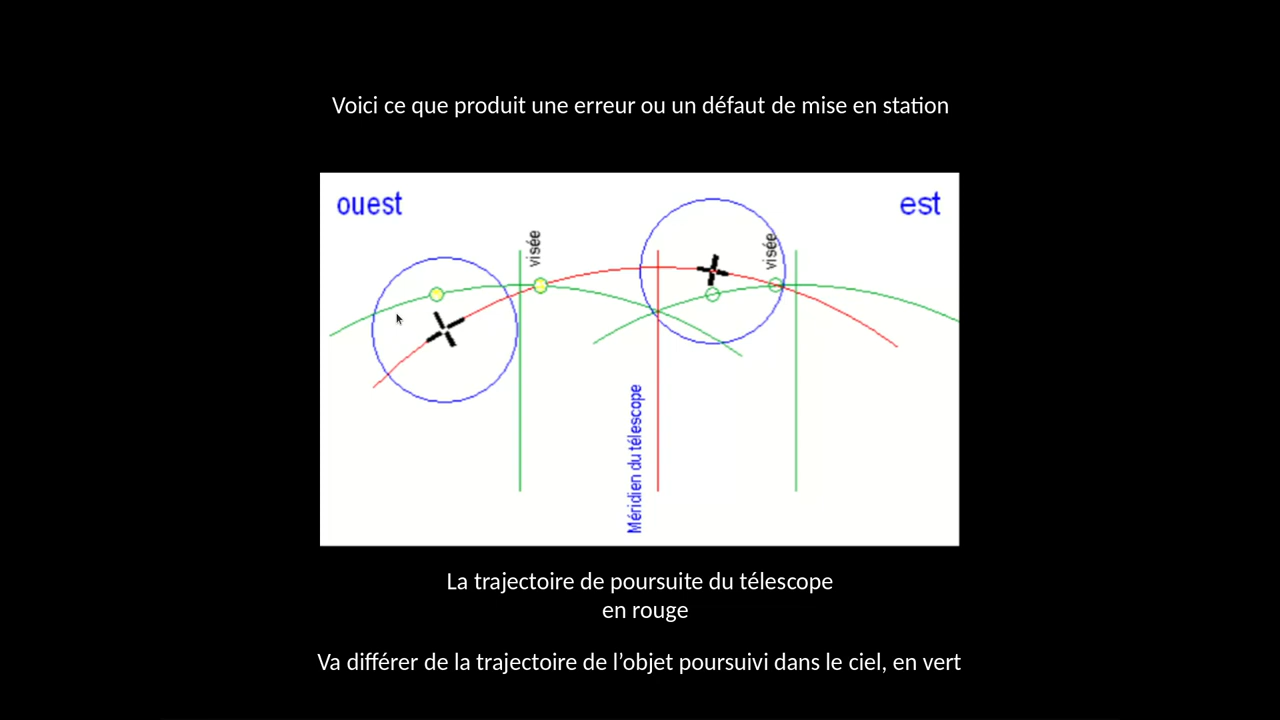 Voici ce que produit une erreur ou un défaut de mise en station
ouest
est
visée
visée
Méridien du télescope
La trajectoire de poursuite du télescope
en rouge
Va différer de la trajectoire de l’objet poursuivi dans le ciel, en vert